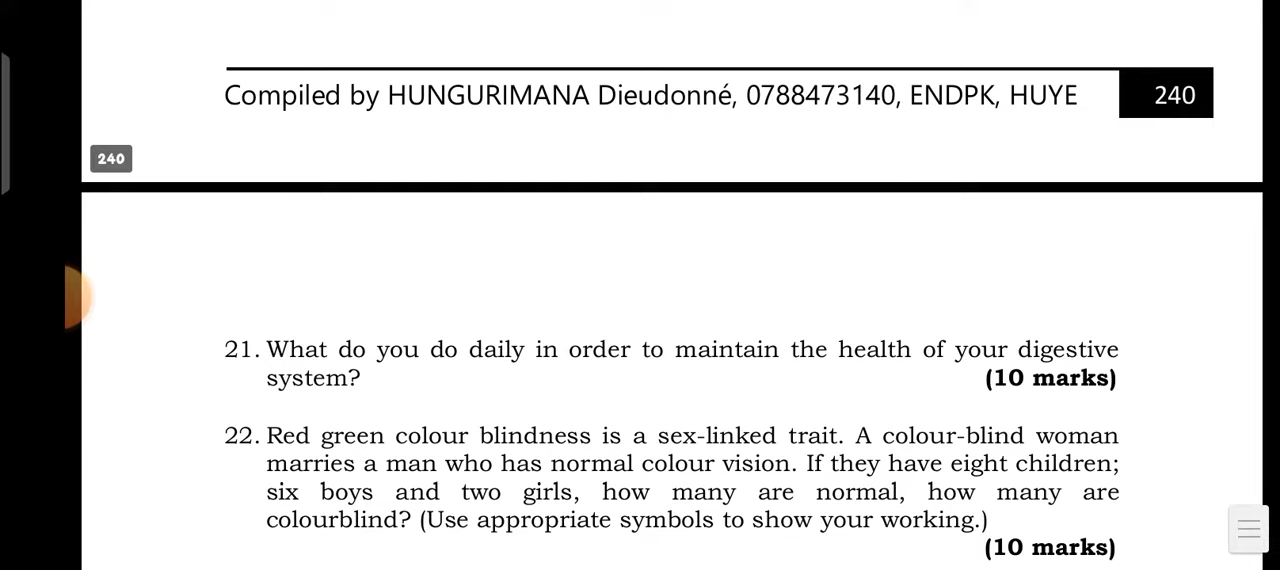 Compiled by HUNGURIMANA Dieudonné, 0788473140, ENDPK, HUYE 240
240
21. What do you do daily in order to maintain the health of your digestive
system? (10 marks)
22. Red green colour blindness is a sex-linked trait. A colour-blind woman
marries a man who has normal colour vision. If they have eight children;
six boys and two girls, how many are normal, how many are
colourblind? (Use appropriate symbols to show your working.)
(10 marks)